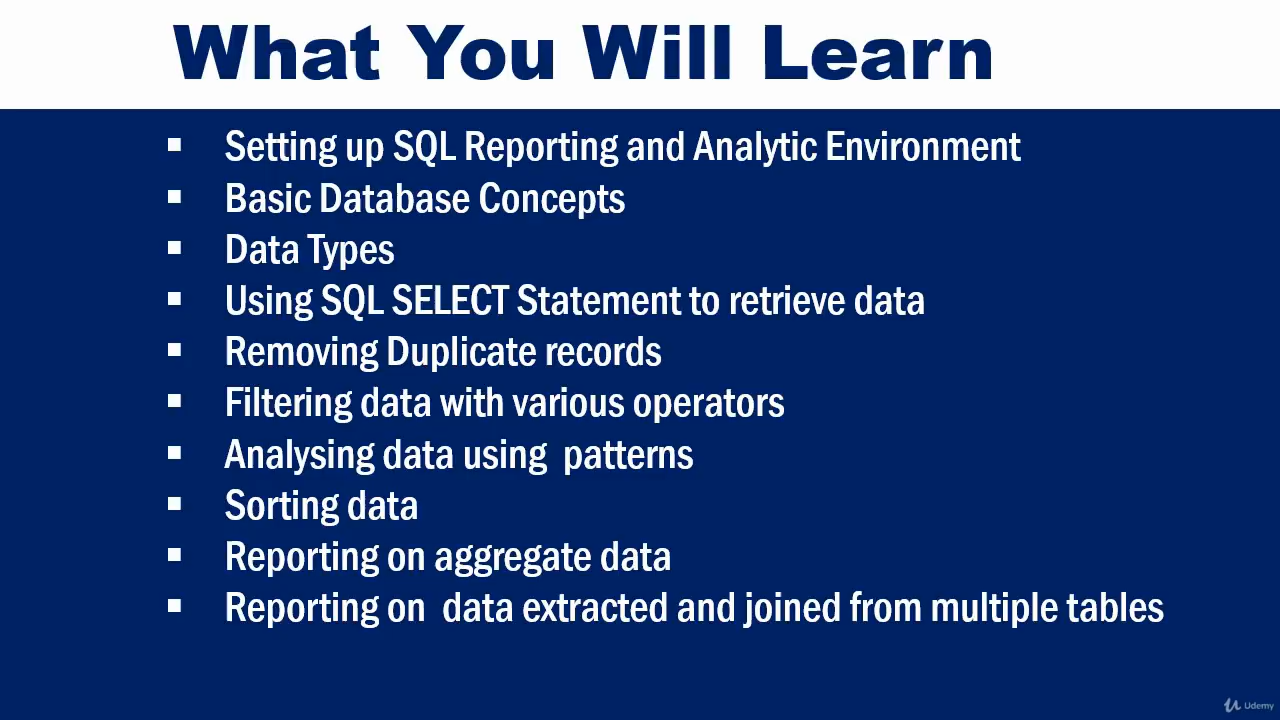 What You Will Learn
▪ Setting up SQL Reporting and Analytic Environment
▪ Basic Database Concepts
▪ Data Types
▪ Using SQL SELECT Statement to retrieve data
▪ Removing Duplicate records
▪ Filtering data with various operators
▪ Analysing data using  patterns
▪ Sorting data
▪ Reporting on aggregate data
▪ Reporting on  data extracted and joined from multiple tables
Udemy